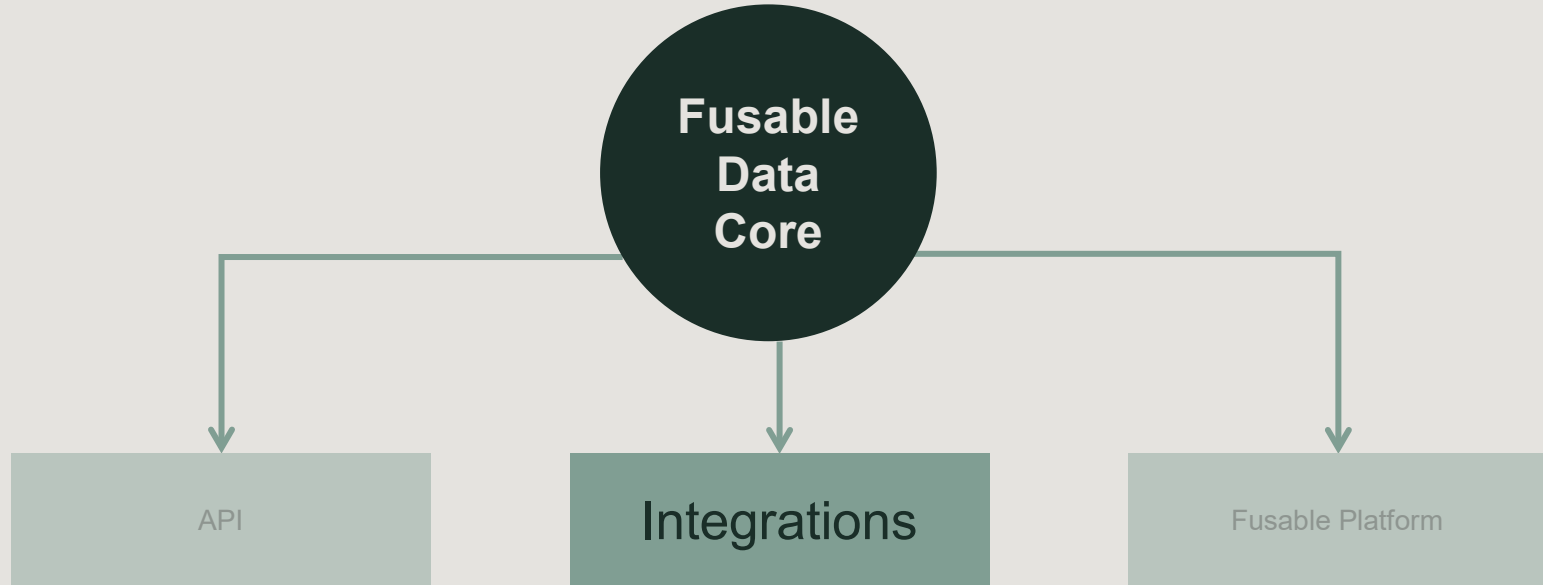 Fusable
Data
Core
API
Integrations
Fusable Platform